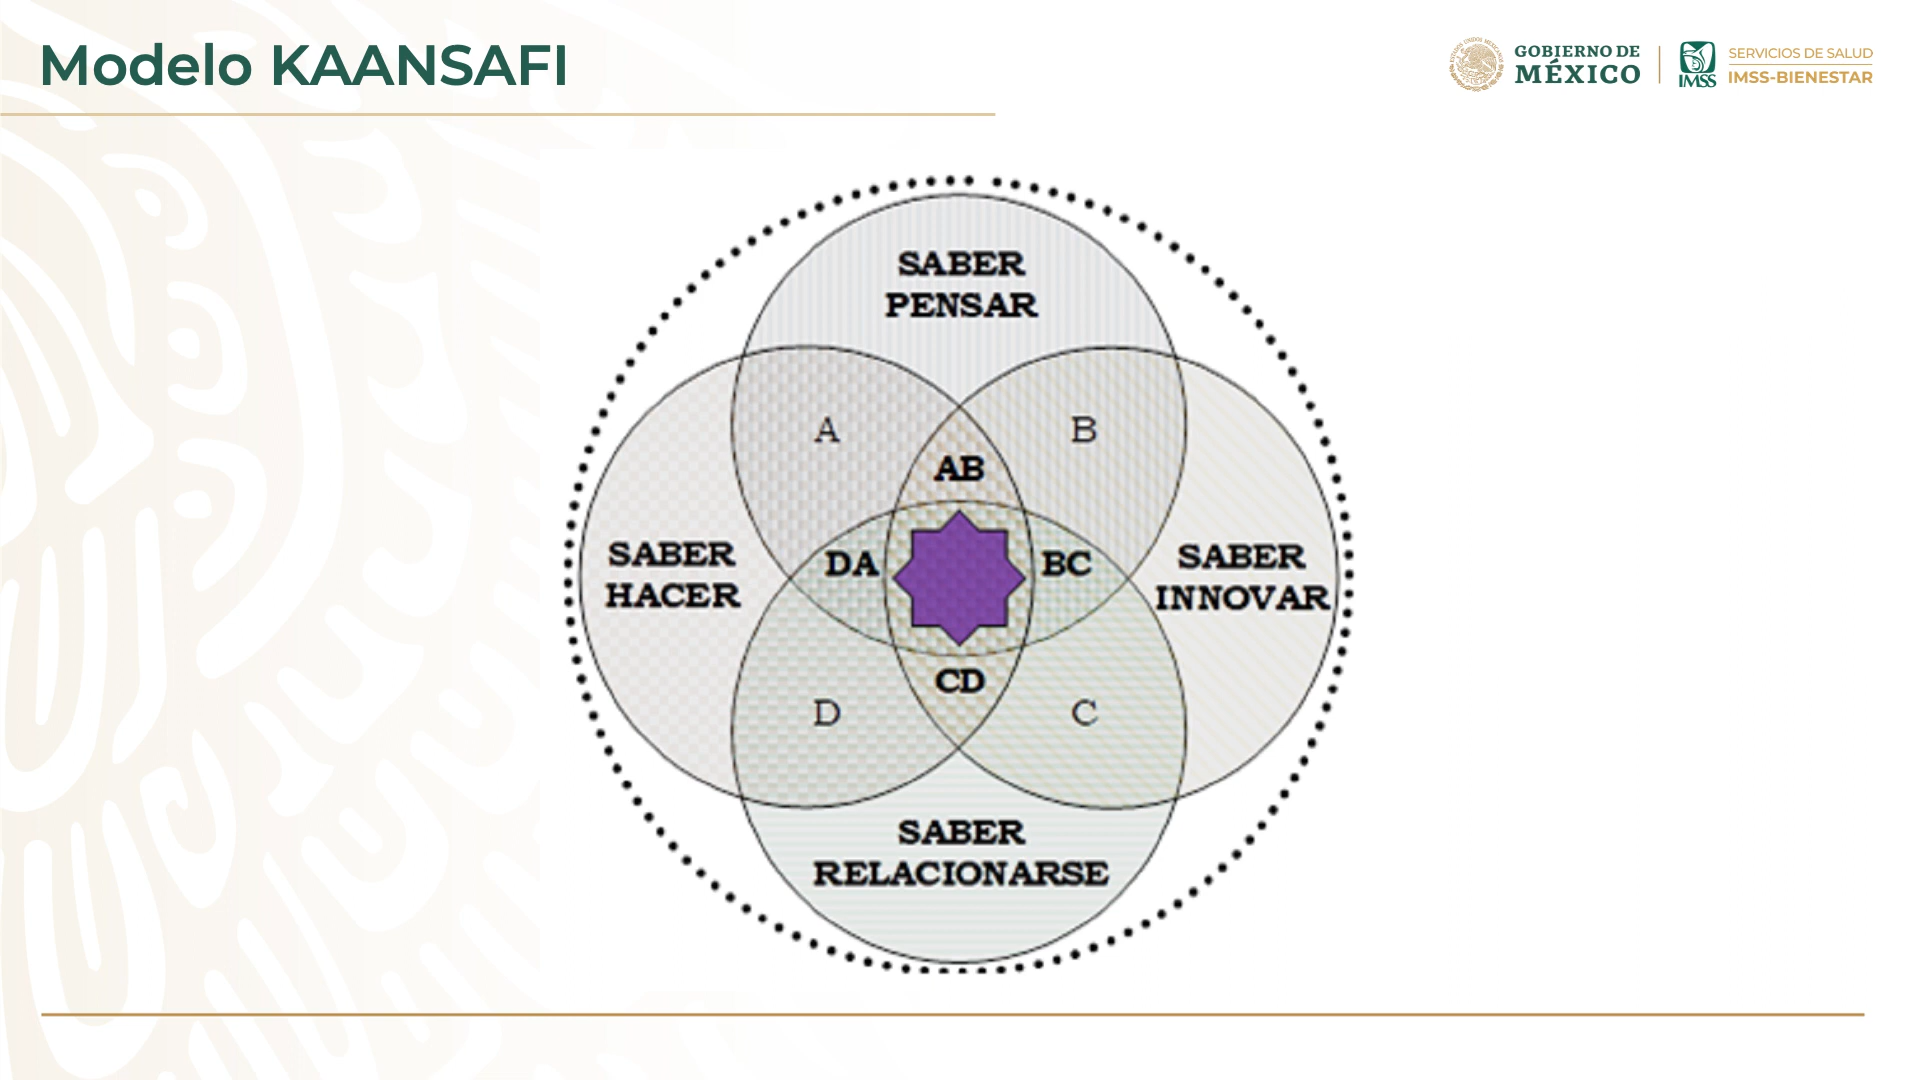 Modelo KAANSAFI
GOBIERNO DE
MÉXICO
IMSS
SERVICIOS DE SALUD
IMSS-BIENESTAR
SABER
PENSAR
A
B
AB
SABER
HACER
DA
BC
SABER
INNOVAR
CD
D
C
SABER
RELACIONARSE